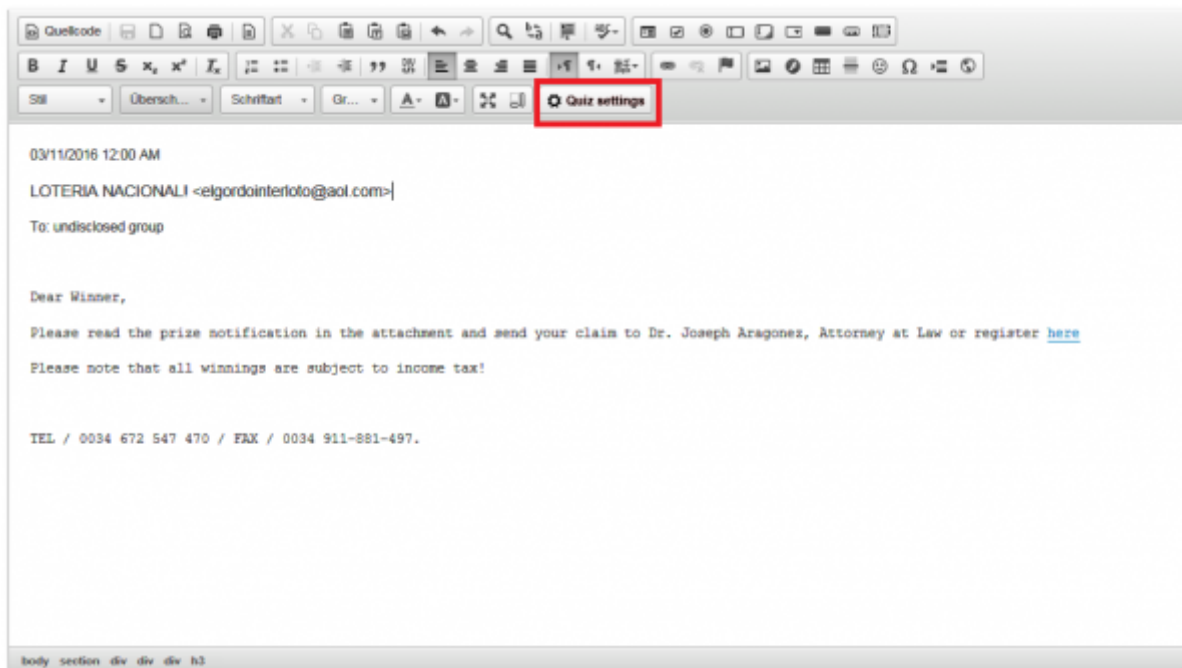 Quellcode
B I U S x₂ x² Iₓ
Stil Übersch... Schriftart Gr... A A Quiz settings
03/11/2016 12:00 AM
LOTERIA NACIONAL! <elgordointerloto@aol.com>
To: undisclosed group
Dear Winner,
Please read the prize notification in the attachment and send your claim to Dr. Joseph Aragonez, Attorney at Law or register here
Please note that all winnings are subject to income tax!
TEL / 0034 672 547 470 / FAX / 0034 911-881-497.
body section div div div h3